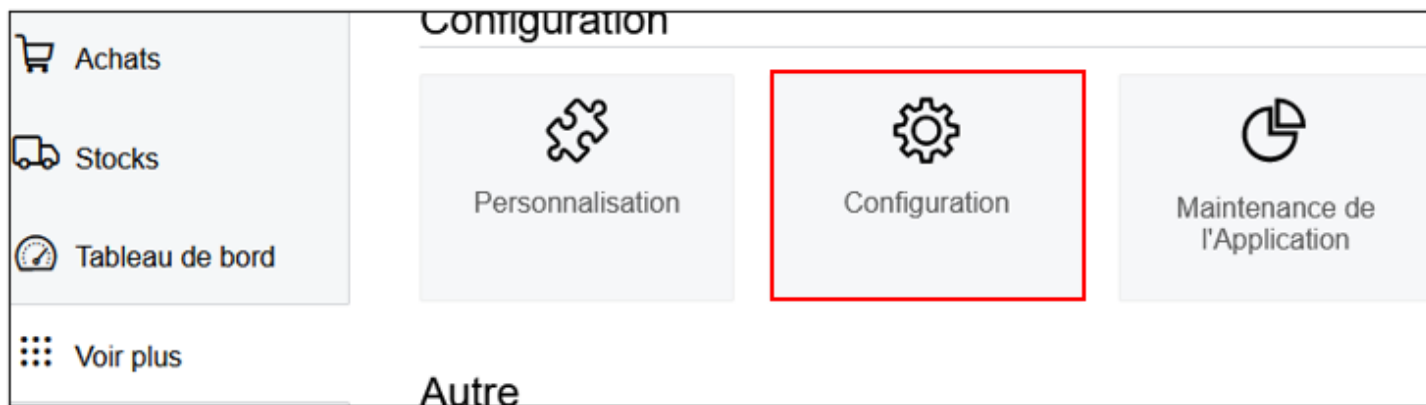 Achats
Stocks
Tableau de bord
Voir plus
Configuration
Personnalisation
Configuration
Maintenance de
l'Application
Autre